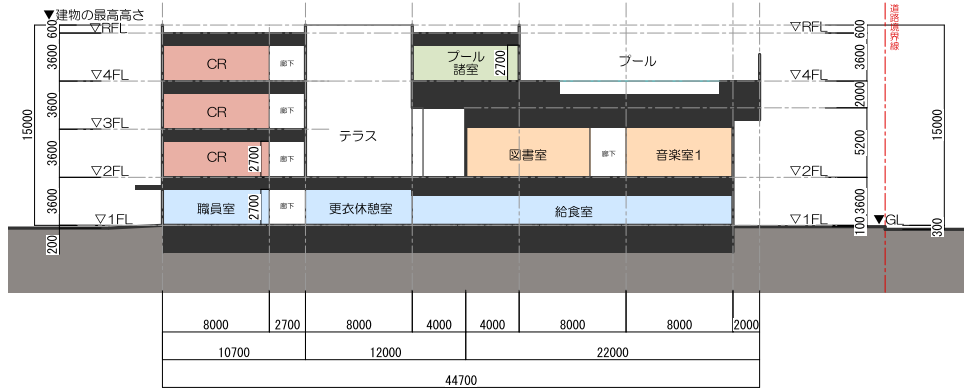 ▼建物の最高高さ
▽RFL
▽4FL
▽3FL
▽2FL
▽1FL
600
3600
3600
3600
3600
200
15000
CR
廊下
CR
廊下
CR
2700
廊下
職員室
2700
廊下
テラス
更衣休憩室
プール
諸室
2700
プール
図書室
廊下
音楽室1
給食室
▽RFL
▽4FL
▽2FL
▽1FL
▼GL
600
3600
2000
5200
3600
100
15000
300
道路境界線
8000
2700
8000
4000
4000
8000
8000
2000
10700
12000
22000
44700